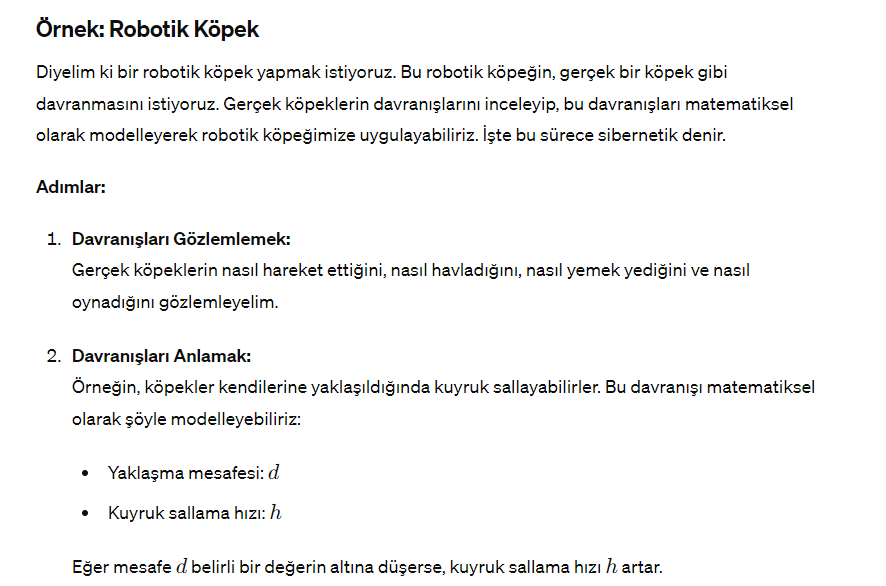 Örnek: Robotik Köpek
Diyelim ki bir robotik köpek yapmak istiyoruz. Bu robotik köpeğin, gerçek bir köpek gibi
davranmasını istiyoruz. Gerçek köpeklerin davranışlarını inceleyip, bu davranışları matematiksel
olarak modelleyerek robotik köpeğimize uygulayabiliriz. İşte bu sürece sibernetik denir.
Adımlar:
1. Davranışları Gözlemlemek:
Gerçek köpeklerin nasıl hareket ettiğini, nasıl havladığını, nasıl yemek yediğini ve nasıl
oynadığını gözlemleyelim.
2. Davranışları Anlamak:
Örneğin, köpekler kendilerine yaklaşıldığında kuyruk sallayabilirler. Bu davranışı matematiksel
olarak şöyle modelleyebiliriz:
• Yaklaşma mesafesi: d
• Kuyruk sallama hızı: h
Eğer mesafe d belirli bir değerin altına düşerse, kuyruk sallama hızı h artar.